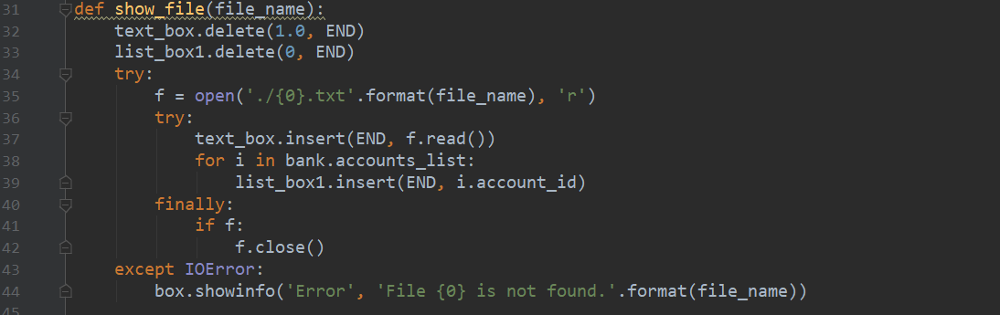 31 def show_file(file_name):
32     text_box.delete(1.0, END)
33     list_box1.delete(0, END)
34     try:
35         f = open('./{0}.txt'.format(file_name), 'r')
36         try:
37             text_box.insert(END, f.read())
38             for i in bank.accounts_list:
39                 list_box1.insert(END, i.account_id)
40         finally:
41             if f:
42                 f.close()
43     except IOError:
44         box.showinfo('Error', 'File {0} is not found.'.format(file_name))
45